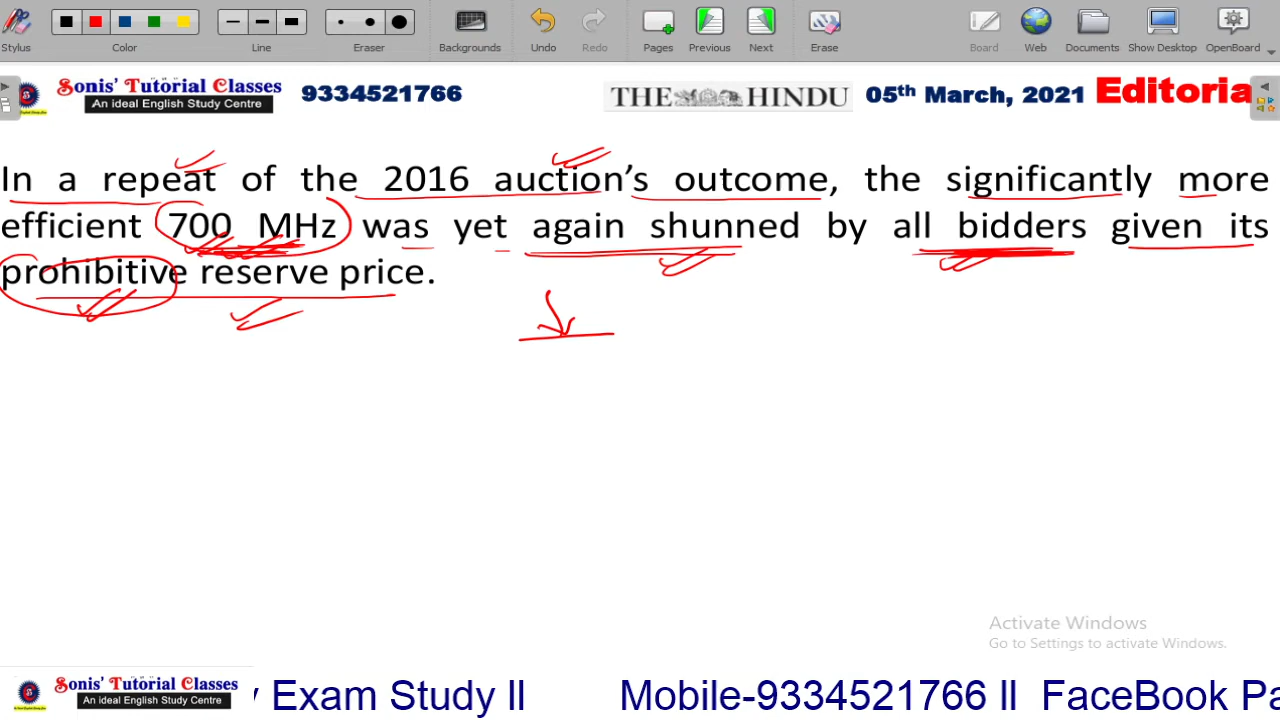 Stylus Color Line Eraser Backgrounds Undo Redo Pages Previous Next Erase Board Web Documents Show Desktop OpenBoard
Sonis' Tutorial Classes
An ideal English Study Centre
9334521766
THE HINDU
05th March, 2021 Editoria
In a repeat of the 2016 auction's outcome, the significantly more
efficient 700 MHz was yet again shunned by all bidders given its
prohibitive reserve price.
Activate Windows
Go to Settings to activate Windows.
Sonis' Tutorial Classes
An ideal English Study Centre
y Exam Study ll Mobile-9334521766 ll FaceBook Pa